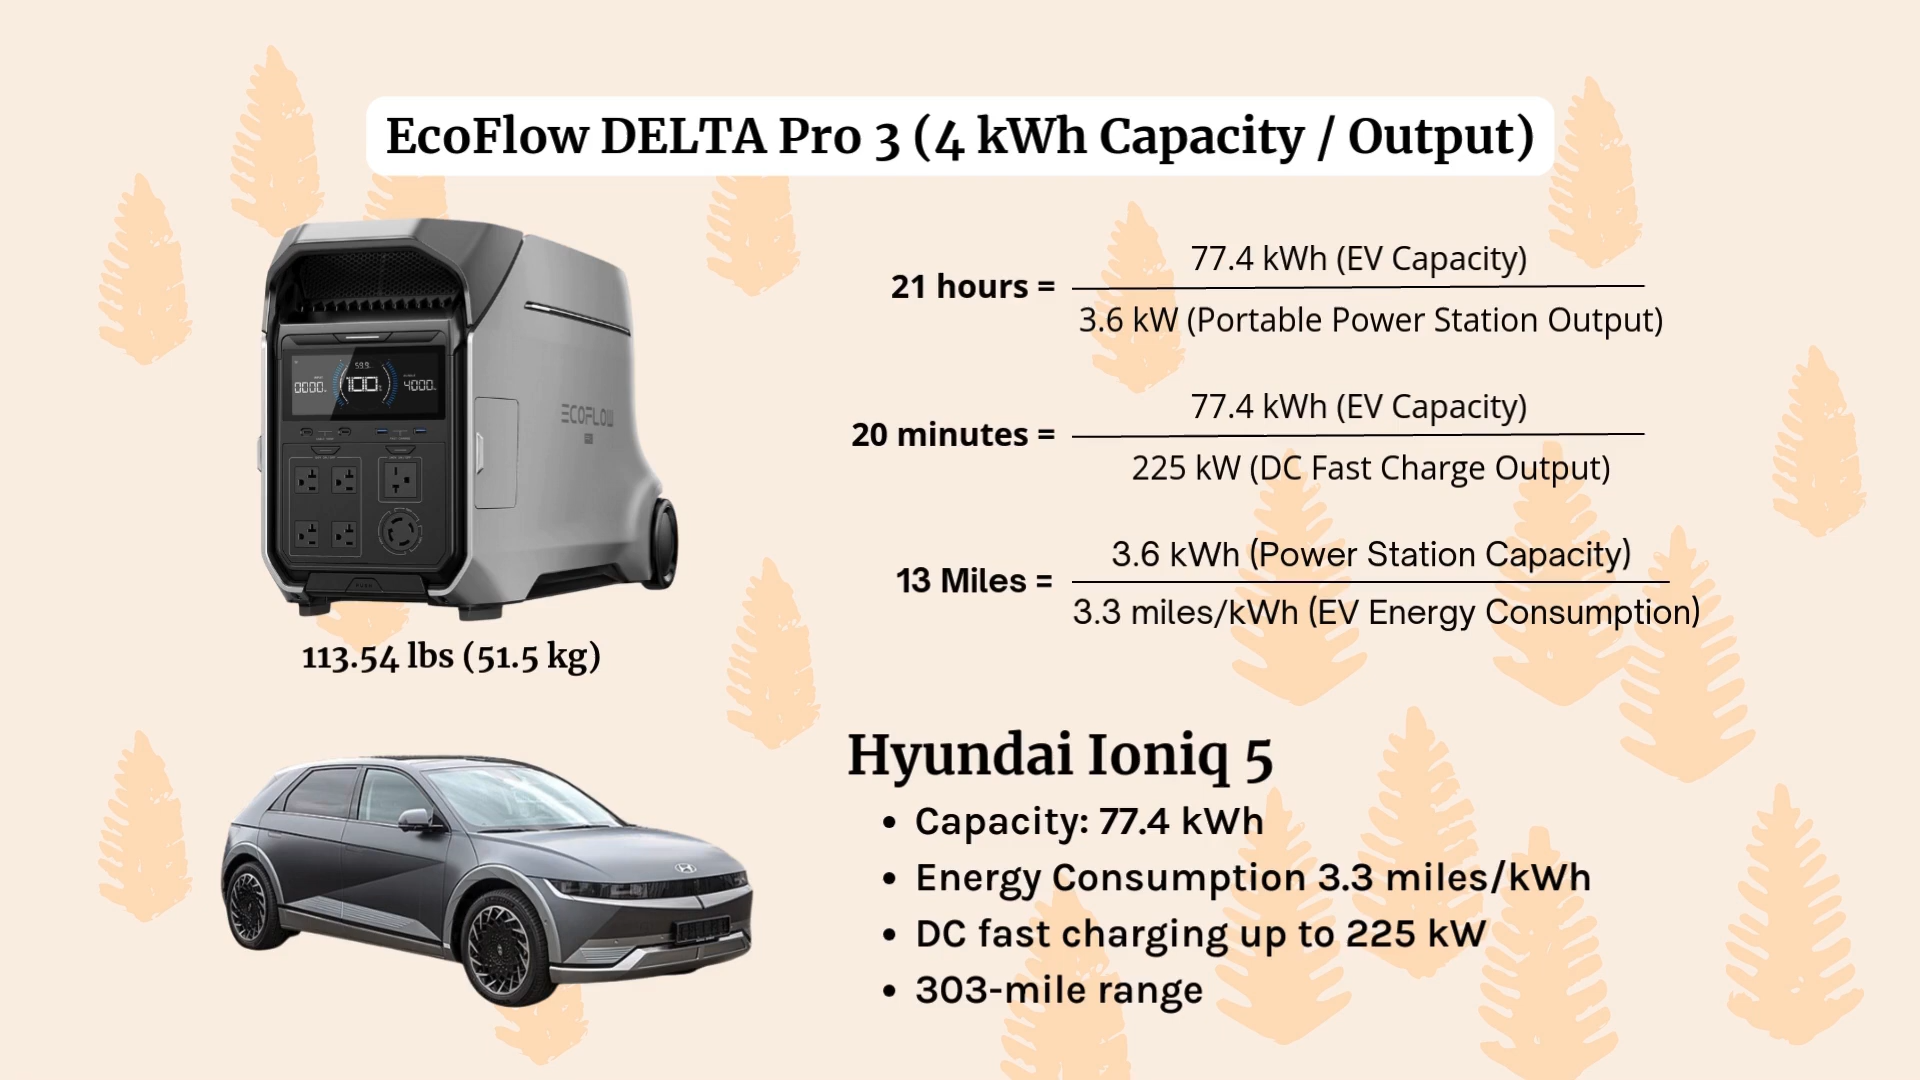 EcoFlow DELTA Pro 3 (4 kWh Capacity / Output)
21 hours =
77.4 kWh (EV Capacity)
3.6 kW (Portable Power Station Output)
20 minutes =
77.4 kWh (EV Capacity)
225 kW (DC Fast Charge Output)
13 Miles =
3.6 kWh (Power Station Capacity)
3.3 miles/kWh (EV Energy Consumption)
0000
100
4000
ECOFLOW
113.54 lbs (51.5 kg)
Hyundai Ioniq 5
• Capacity: 77.4 kWh
• Energy Consumption 3.3 miles/kWh
• DC fast charging up to 225 kW
• 303-mile range